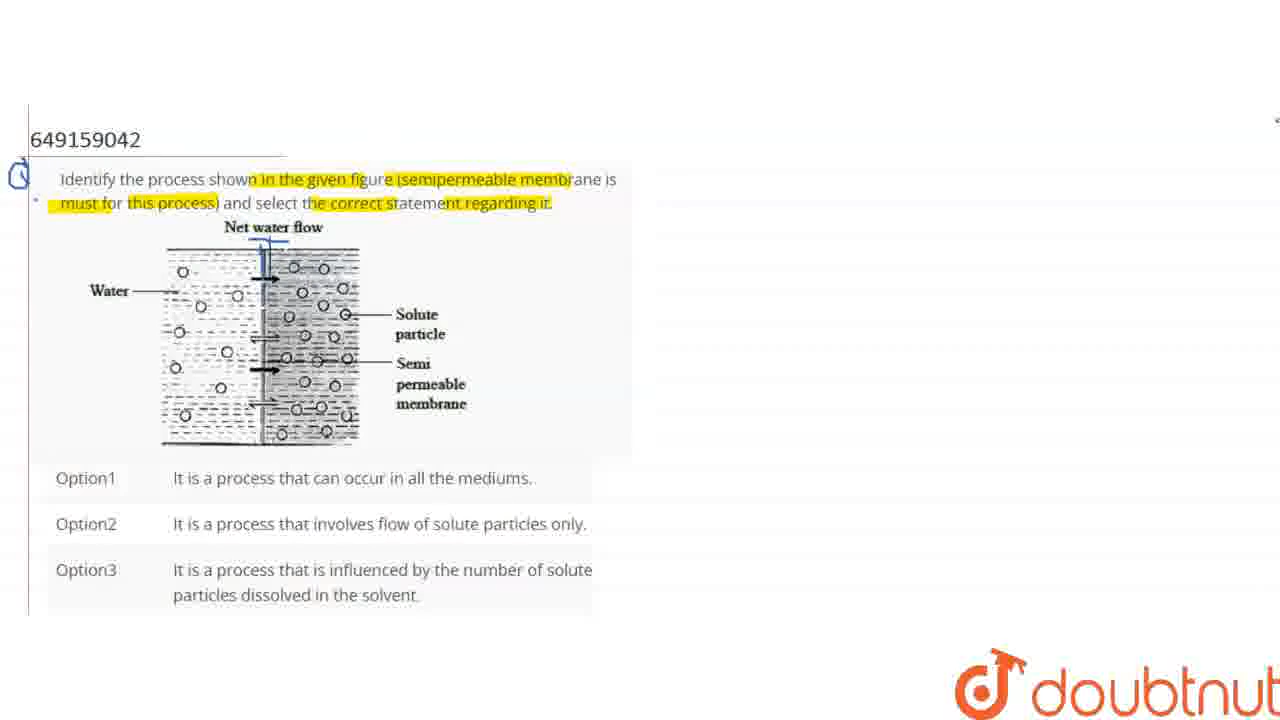 649159042
Q
Identify the process shown in the given figure (semipermeable membrane is
must for this process) and select the correct statement regarding it.
Net water flow
Water
Solute
particle
Semi
permeable
membrane
Option1 It is a process that can occur in all the mediums.
Option2 It is a process that involves flow of solute particles only.
Option3 It is a process that is influenced by the number of solute
particles dissolved in the solvent.
doubtnut